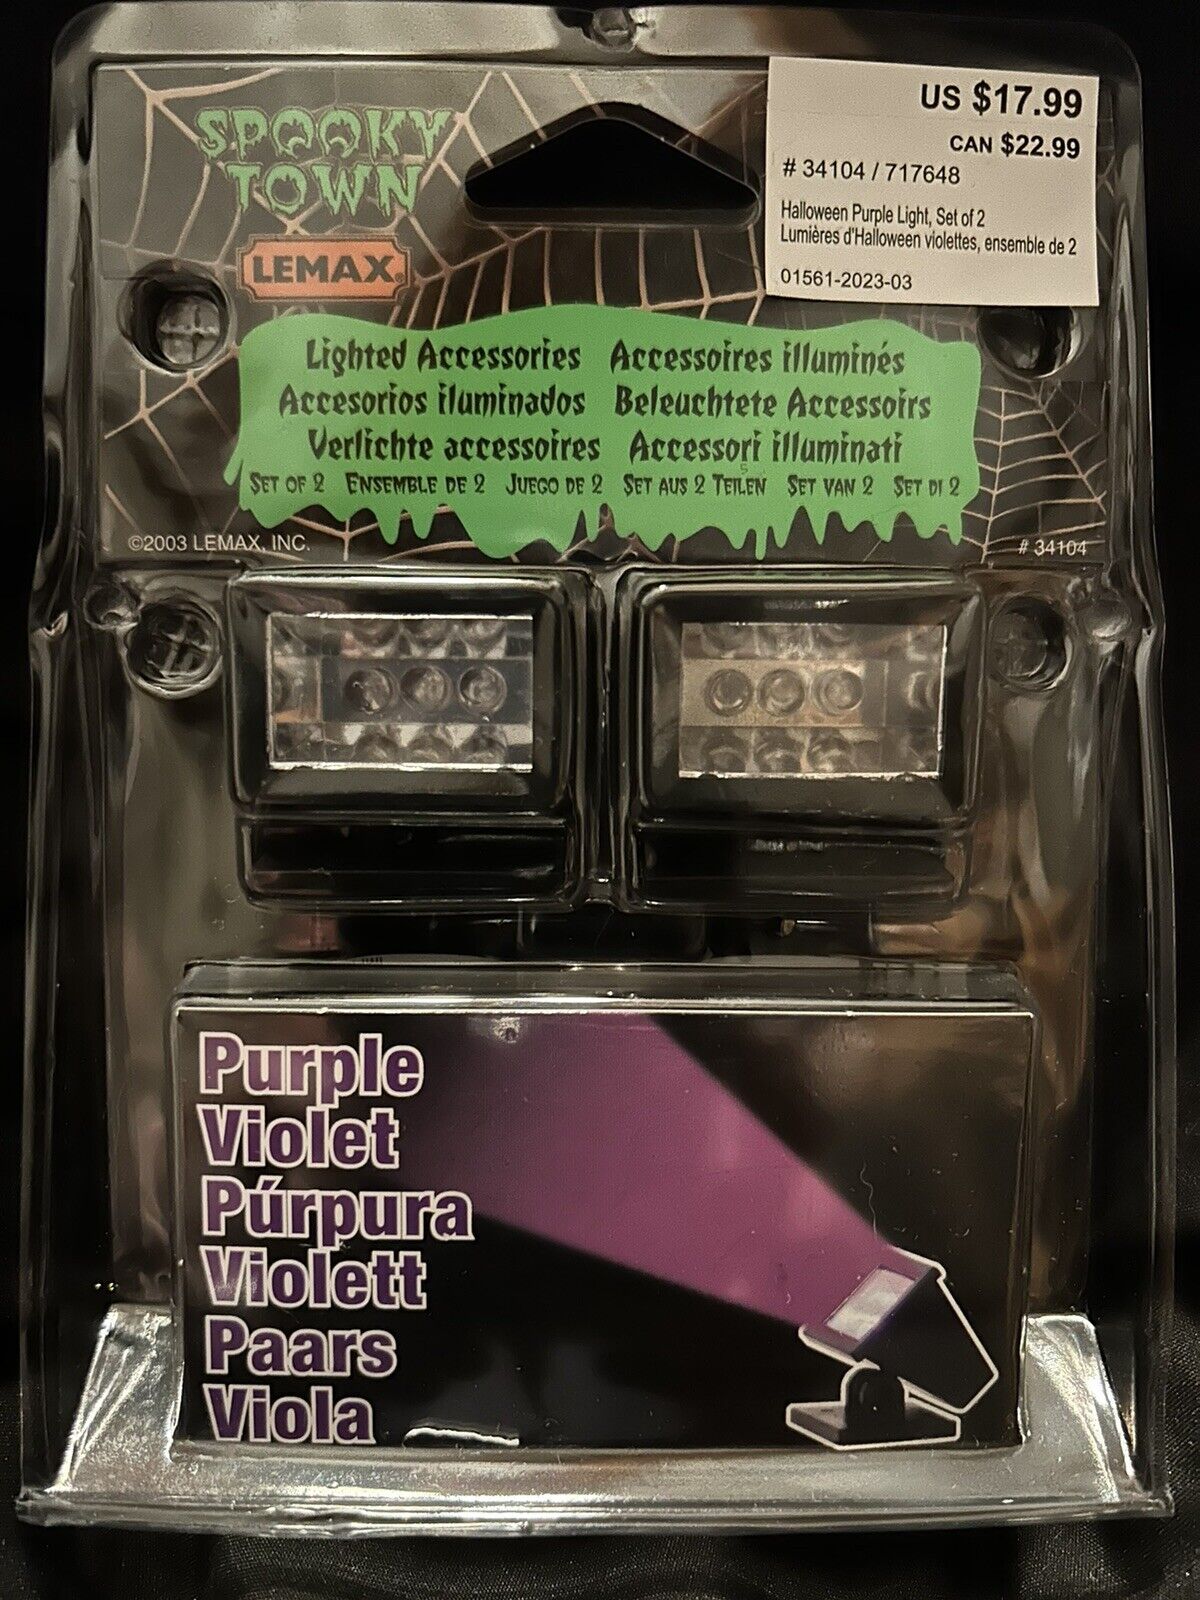 SPOOKY
TOWN
LEMAX®
US $17.99
CAN $22.99
# 34104 / 717648
Halloween Purple Light, Set of 2
Lumières d'Halloween violettes, ensemble de 2
01561-2023-03
Lighted Accessories Accessoires illuminés
Accesorios iluminados Beleuchtete Accessoirs
Verlichte accessoires Accessori illuminati
Set of 2 Ensemble de 2 Juego de 2 Set aus 2 Teilen Set van 2 Set di 2
©2003 LEMAX, INC.
# 34104
Purple
Violet
Púrpura
Violett
Paars
Viola